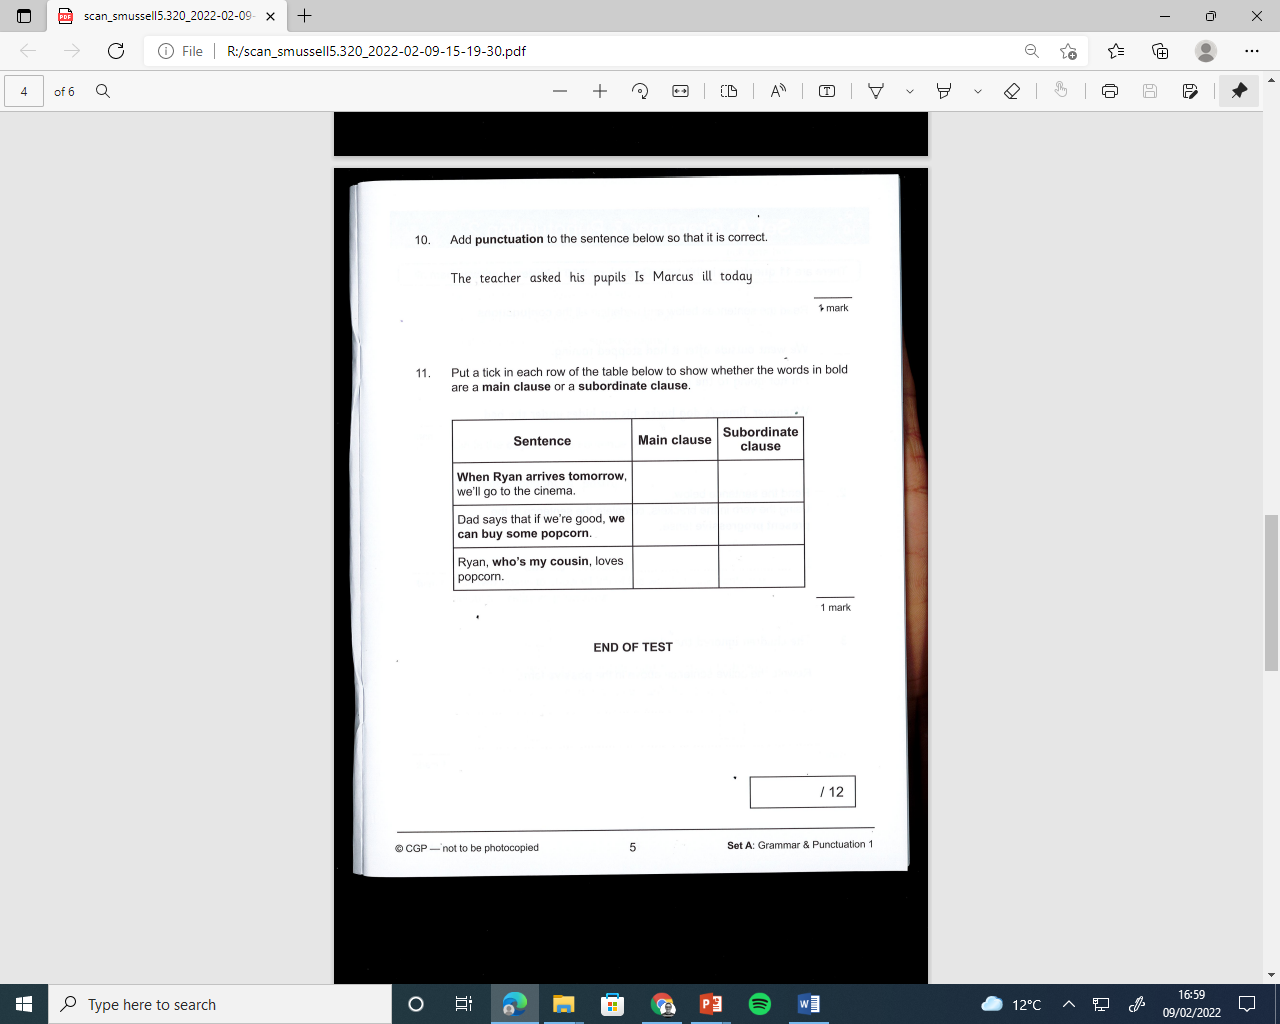 scan_smussell5.320_2022-02-09-
File
R:/scan_smussell5.320_2022-02-09-15-19-30.pdf
4 of 6
10. Add punctuation to the sentence below so that it is correct.
The teacher asked his pupils Is Marcus ill today
1 mark
11. Put a tick in each row of the table below to show whether the words in bold
are a main clause or a subordinate clause.
Sentence Main clause Subordinate
clause
When Ryan arrives tomorrow,
we'll go to the cinema.
Dad says that if we're good, we
can buy some popcorn.
Ryan, who's my cousin, loves
popcorn.
1 mark
END OF TEST
/ 12
© CGP — not to be photocopied 5 Set A: Grammar & Punctuation 1
Type here to search
12°C
16:59
09/02/2022